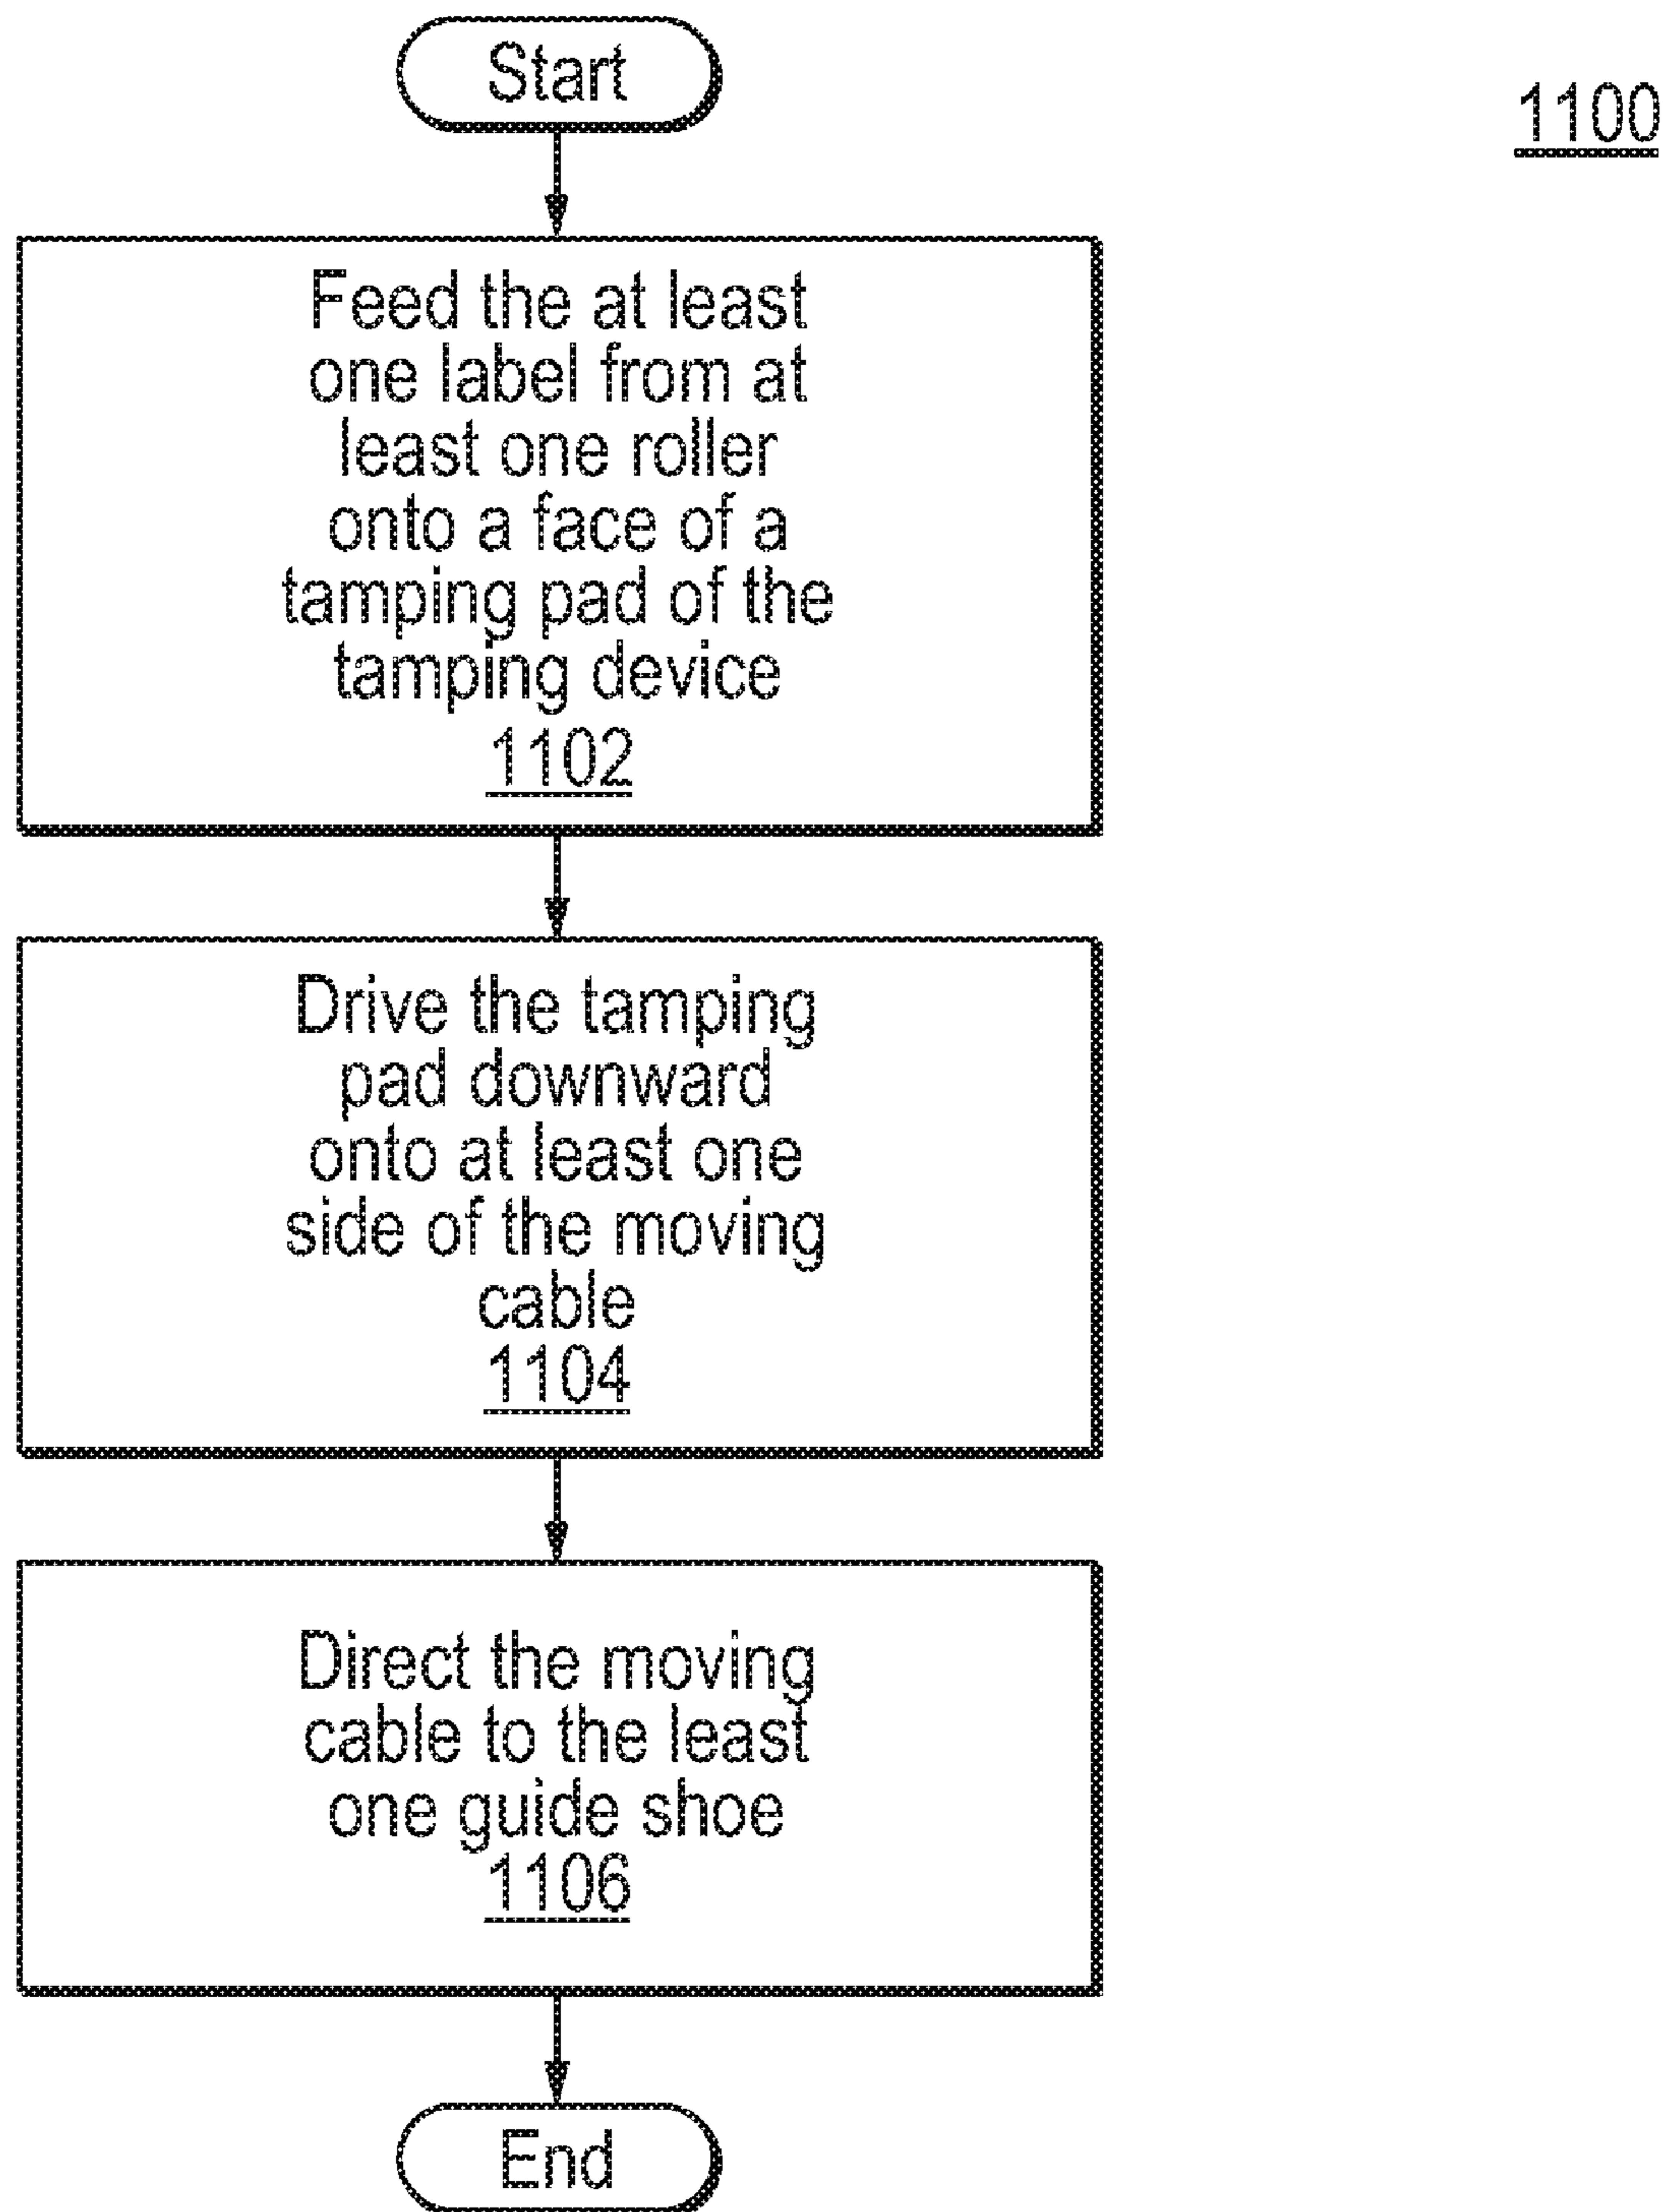 Start
1100
Feed the at least
one label from at
least one roller
onto a face of a
tamping pad of the
tamping device
1102
Drive the tamping
pad downward
onto at least one
side of the moving
cable
1104
Direct the moving
cable to the least
one guide shoe
1106
End